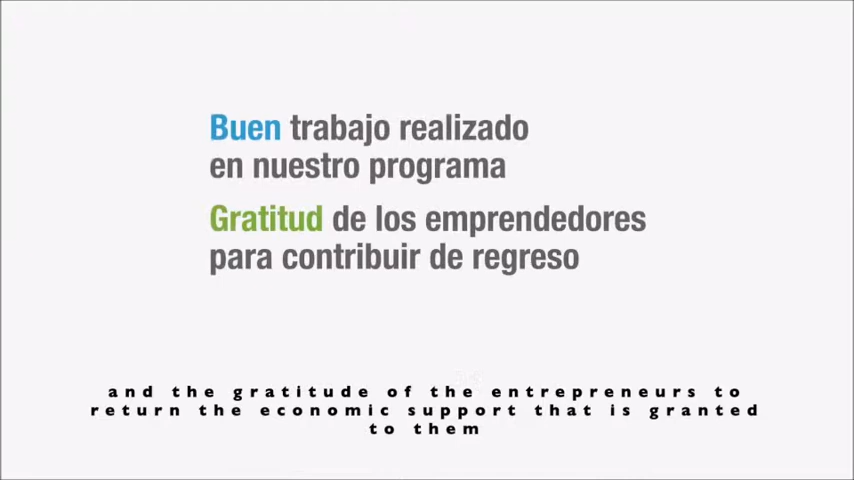 Buen trabajo realizado
en nuestro programa
Gratitud de los emprendedores
para contribuir de regreso
and the gratitude of the entrepreneurs to
return the economic support that is granted
to them